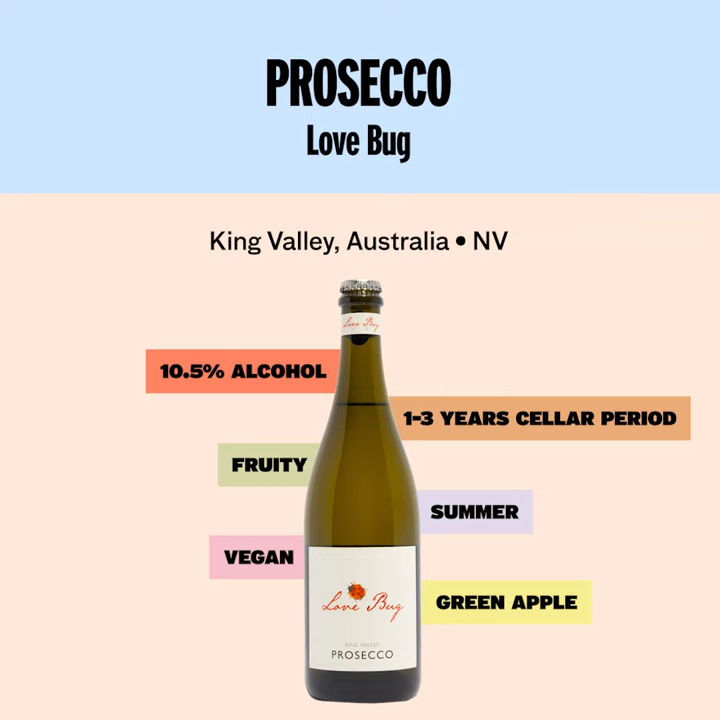 PROSECCO
Love Bug
King Valley, Australia • NV
Love Bug
10.5% ALCOHOL
1-3 YEARS CELLAR PERIOD
FRUITY
SUMMER
VEGAN
GREEN APPLE
Love Bug
KING VALLEY
PROSECCO